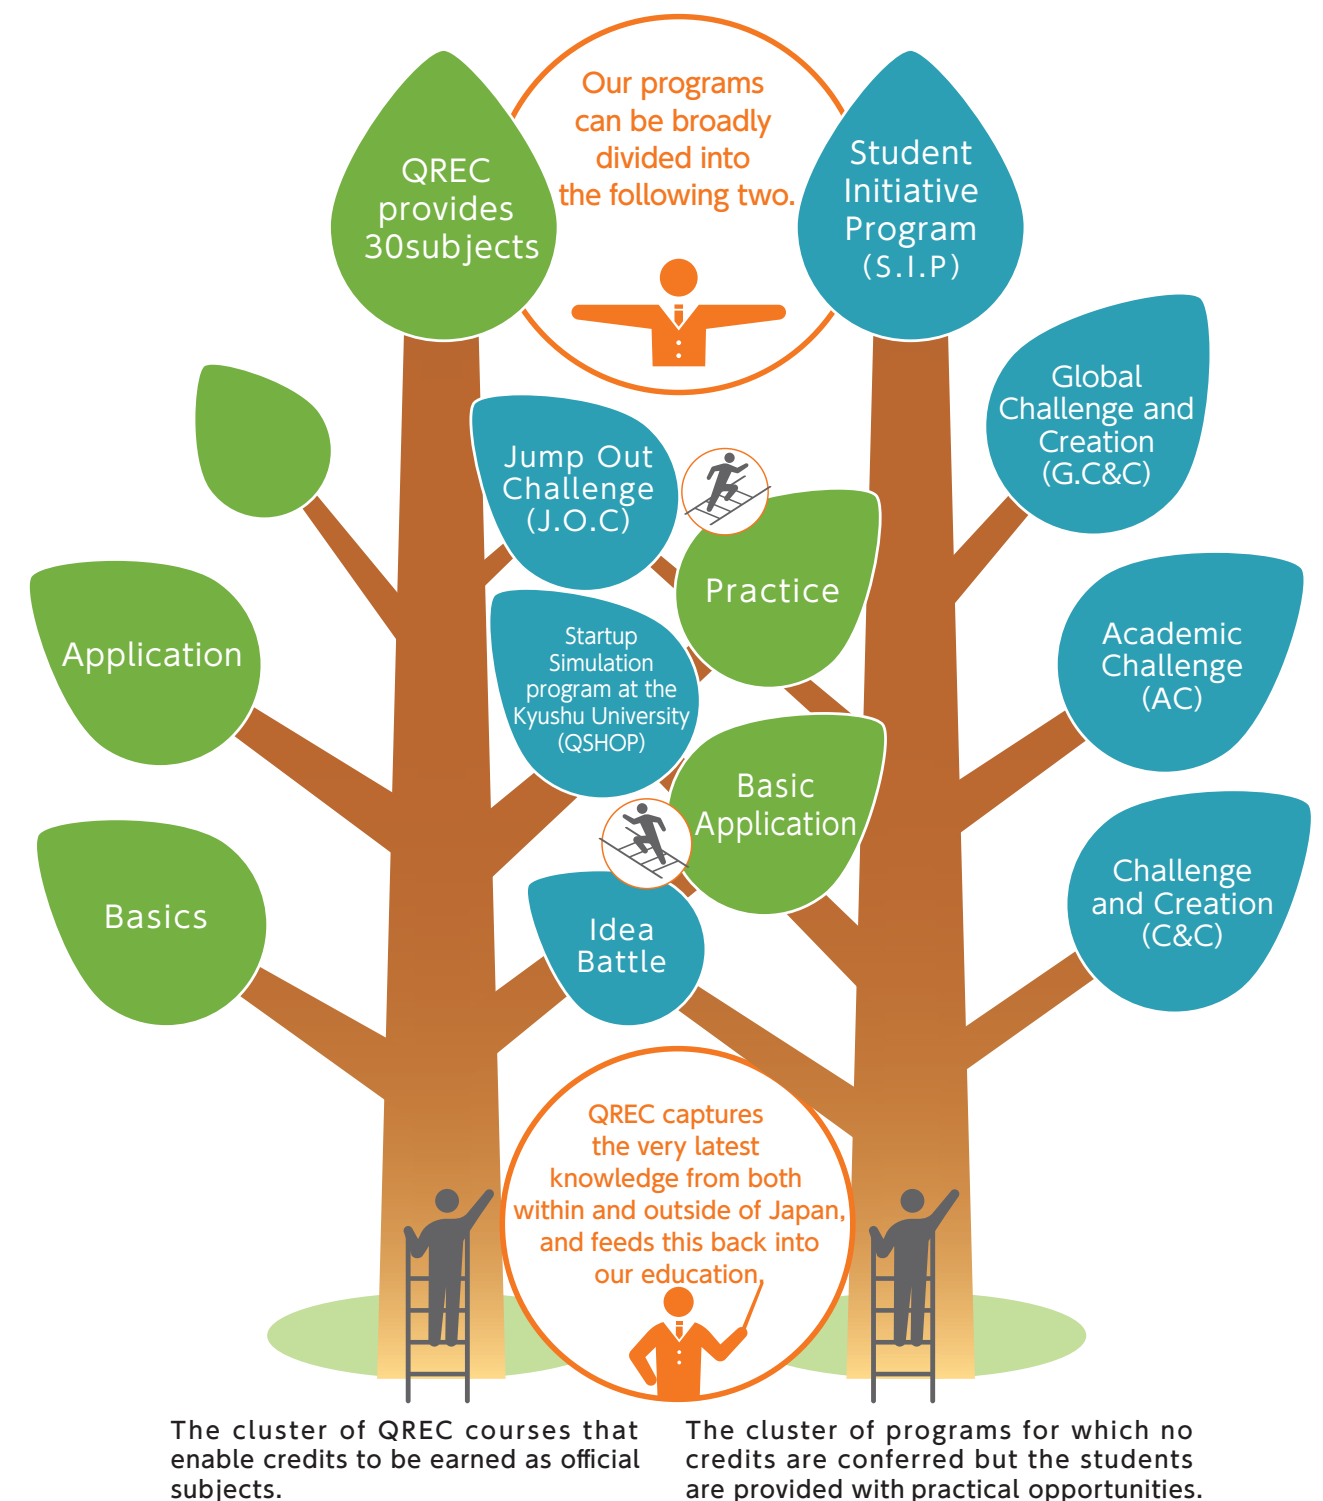 Our programs
can be broadly
divided into
the following two.
QREC
provides
30subjects
Student
Initiative
Program
(S.I.P)
Global
Challenge and
Creation
(G.C&C)
Jump Out
Challenge
(J.O.C)
Practice
Application
Startup
Simulation
program at the
Kyushu University
(QSHOP)
Academic
Challenge
(AC)
Basic
Application
Basics
Idea
Battle
Challenge
and Creation
(C&C)
QREC captures
the very latest
knowledge from both
within and outside of Japan,
and feeds this back into
our education.
The cluster of QREC courses that
enable credits to be earned as official
subjects.
The cluster of programs for which no
credits are conferred but the students
are provided with practical opportunities.